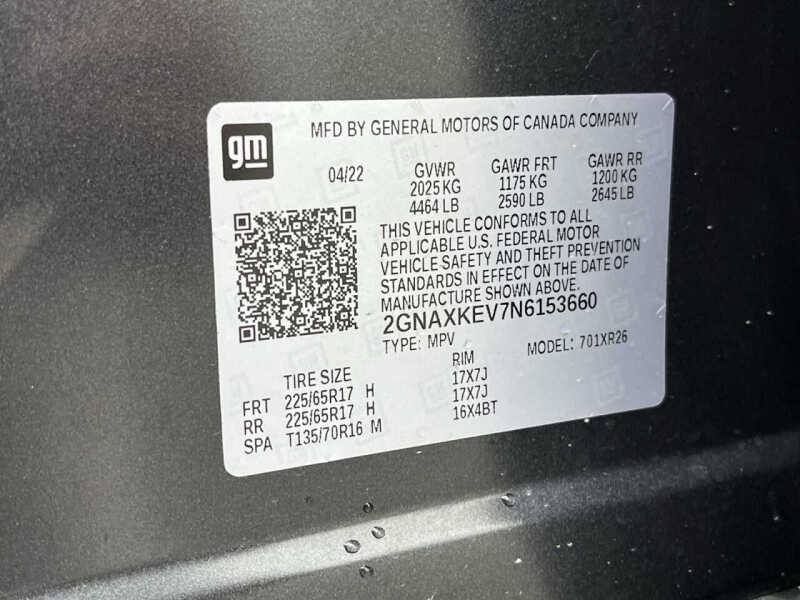 gm
MFD BY GENERAL MOTORS OF CANADA COMPANY
04/22 GVWR GAWR FRT GAWR RR
2025 KG 1175 KG 1200 KG
4464 LB 2590 LB 2645 LB
THIS VEHICLE CONFORMS TO ALL
APPLICABLE U.S. FEDERAL MOTOR
VEHICLE SAFETY AND THEFT PREVENTION
STANDARDS IN EFFECT ON THE DATE OF
MANUFACTURE SHOWN ABOVE.
2GNAXKEV7N6153660
TYPE: MPV MODEL: 701XR26
TIRE SIZE RIM
FRT 225/65R17 H 17X7J
RR 225/65R17 H 17X7J
SPA T135/70R16 M 16X4BT